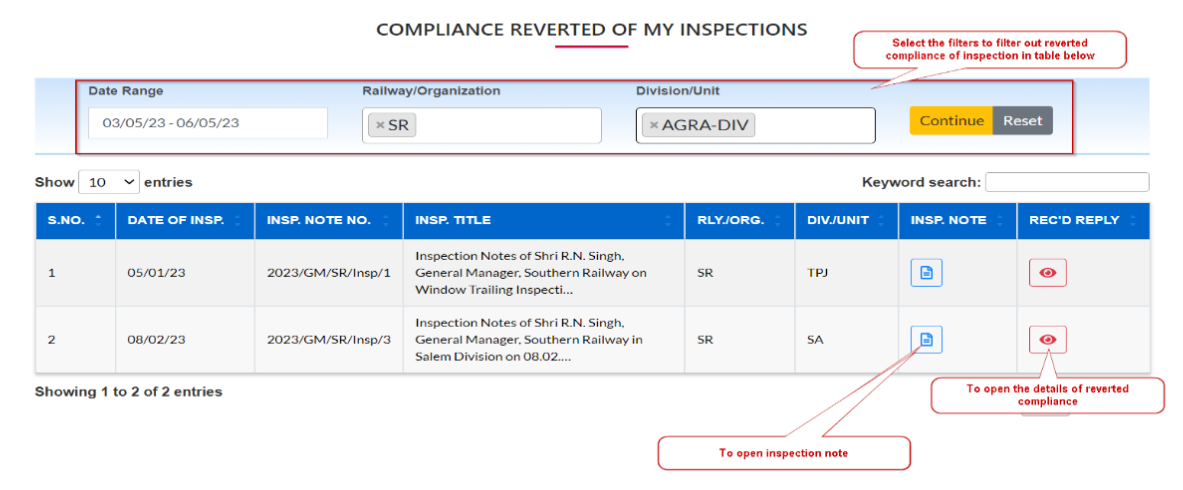 COMPLIANCE REVERTED OF MY INSPECTIONS
Select the filters to filter out reverted
compliance of inspection in table below
Date Range
Railway/Organization
Division/Unit
03/05/23 - 06/05/23
× SR
× AGRA-DIV
Continue
Reset
Show 10 entries
Keyword search:
S.NO.
DATE OF INSP.
INSP. NOTE NO.
INSP. TITLE
RLY./ORG.
DIV./UNIT
INSP. NOTE
REC'D REPLY
1
05/01/23
2023/GM/SR/Insp/1
Inspection Notes of Shri R.N. Singh,
General Manager, Southern Railway on
Window Trailing Inspecti...
SR
TPJ
2
08/02/23
2023/GM/SR/Insp/3
Inspection Notes of Shri R.N. Singh,
General Manager, Southern Railway in
Salem Division on 08.02....
SR
SA
Showing 1 to 2 of 2 entries
To open the details of reverted
compliance
To open inspection note